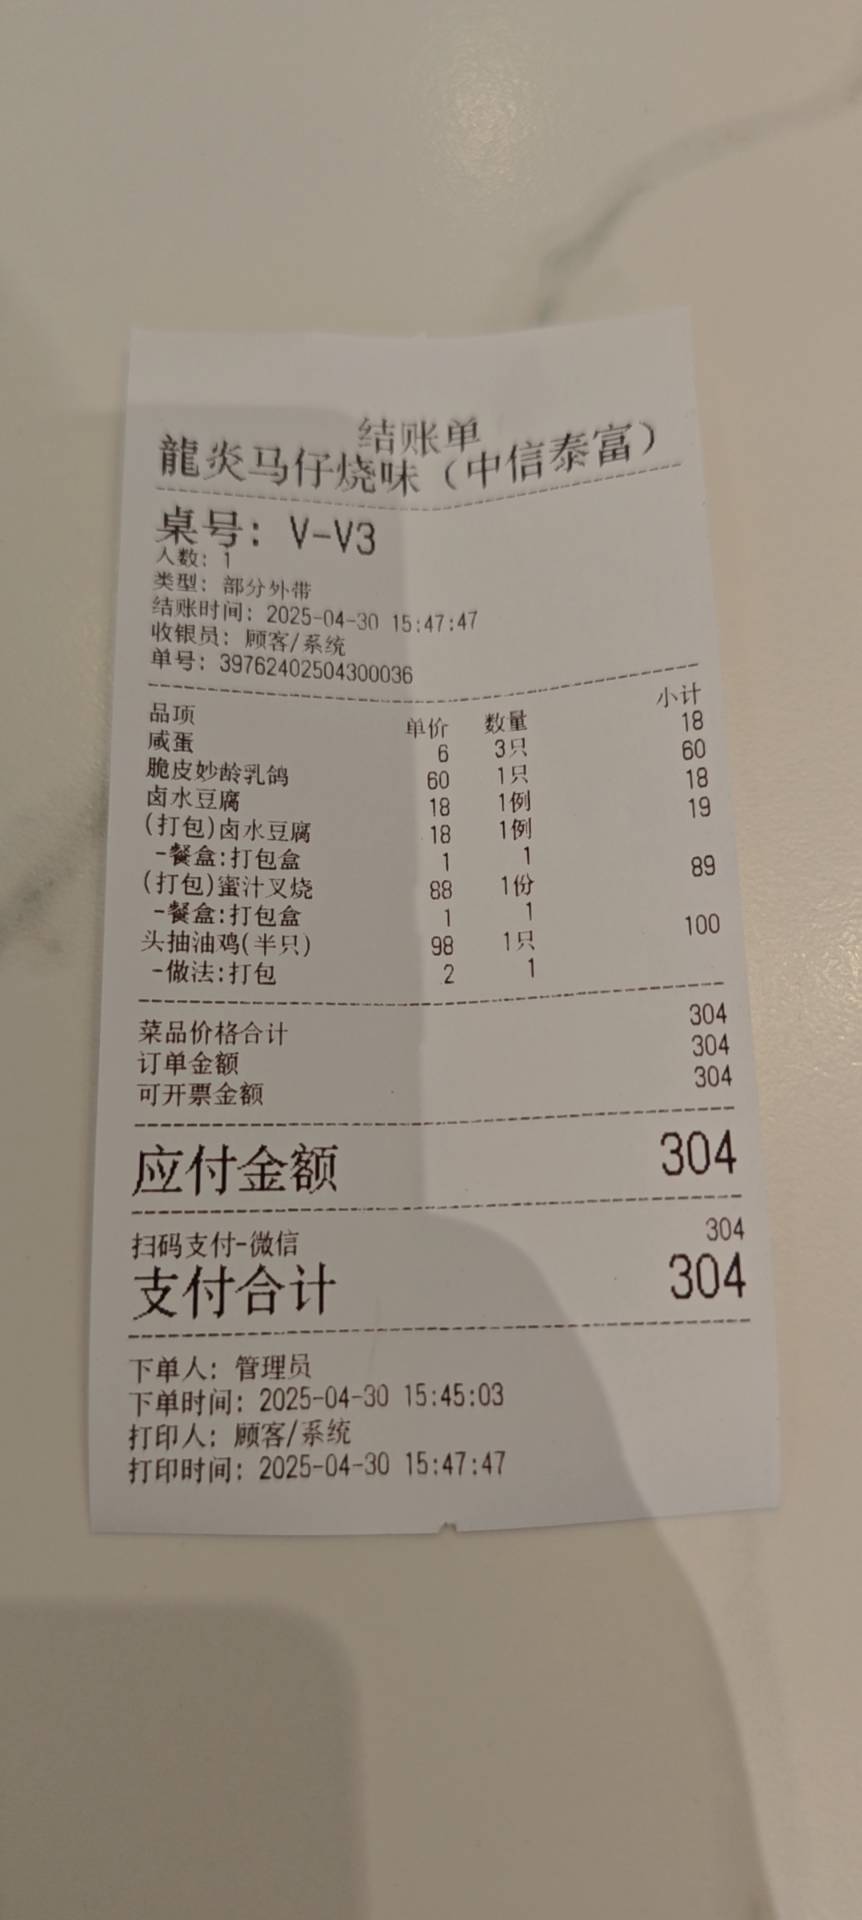 结账单
龍炎马仔烧味（中信泰富）
桌号: V-V3
人数: 1
类型: 部分外带
结账时间: 2025-04-30 15:47:47
收银员: 顾客/系统
单号: 39762402504300036
品项 单价 数量 小计
咸蛋 6 3只 18
脆皮妙龄乳鸽 60 1只 60
卤水豆腐 18 1例 18
(打包)卤水豆腐 18 1例 19
-餐盒:打包盒 1 1
(打包)蜜汁叉烧 88 1份 89
-餐盒:打包盒 1 1
头抽油鸡(半只) 98 1只 100
-做法:打包 2 1
菜品价格合计 304
订单金额 304
可开票金额 304
应付金额 304
扫码支付-微信 304
支付合计 304
下单人: 管理员
下单时间: 2025-04-30 15:45:03
打印人: 顾客/系统
打印时间: 2025-04-30 15:47:47